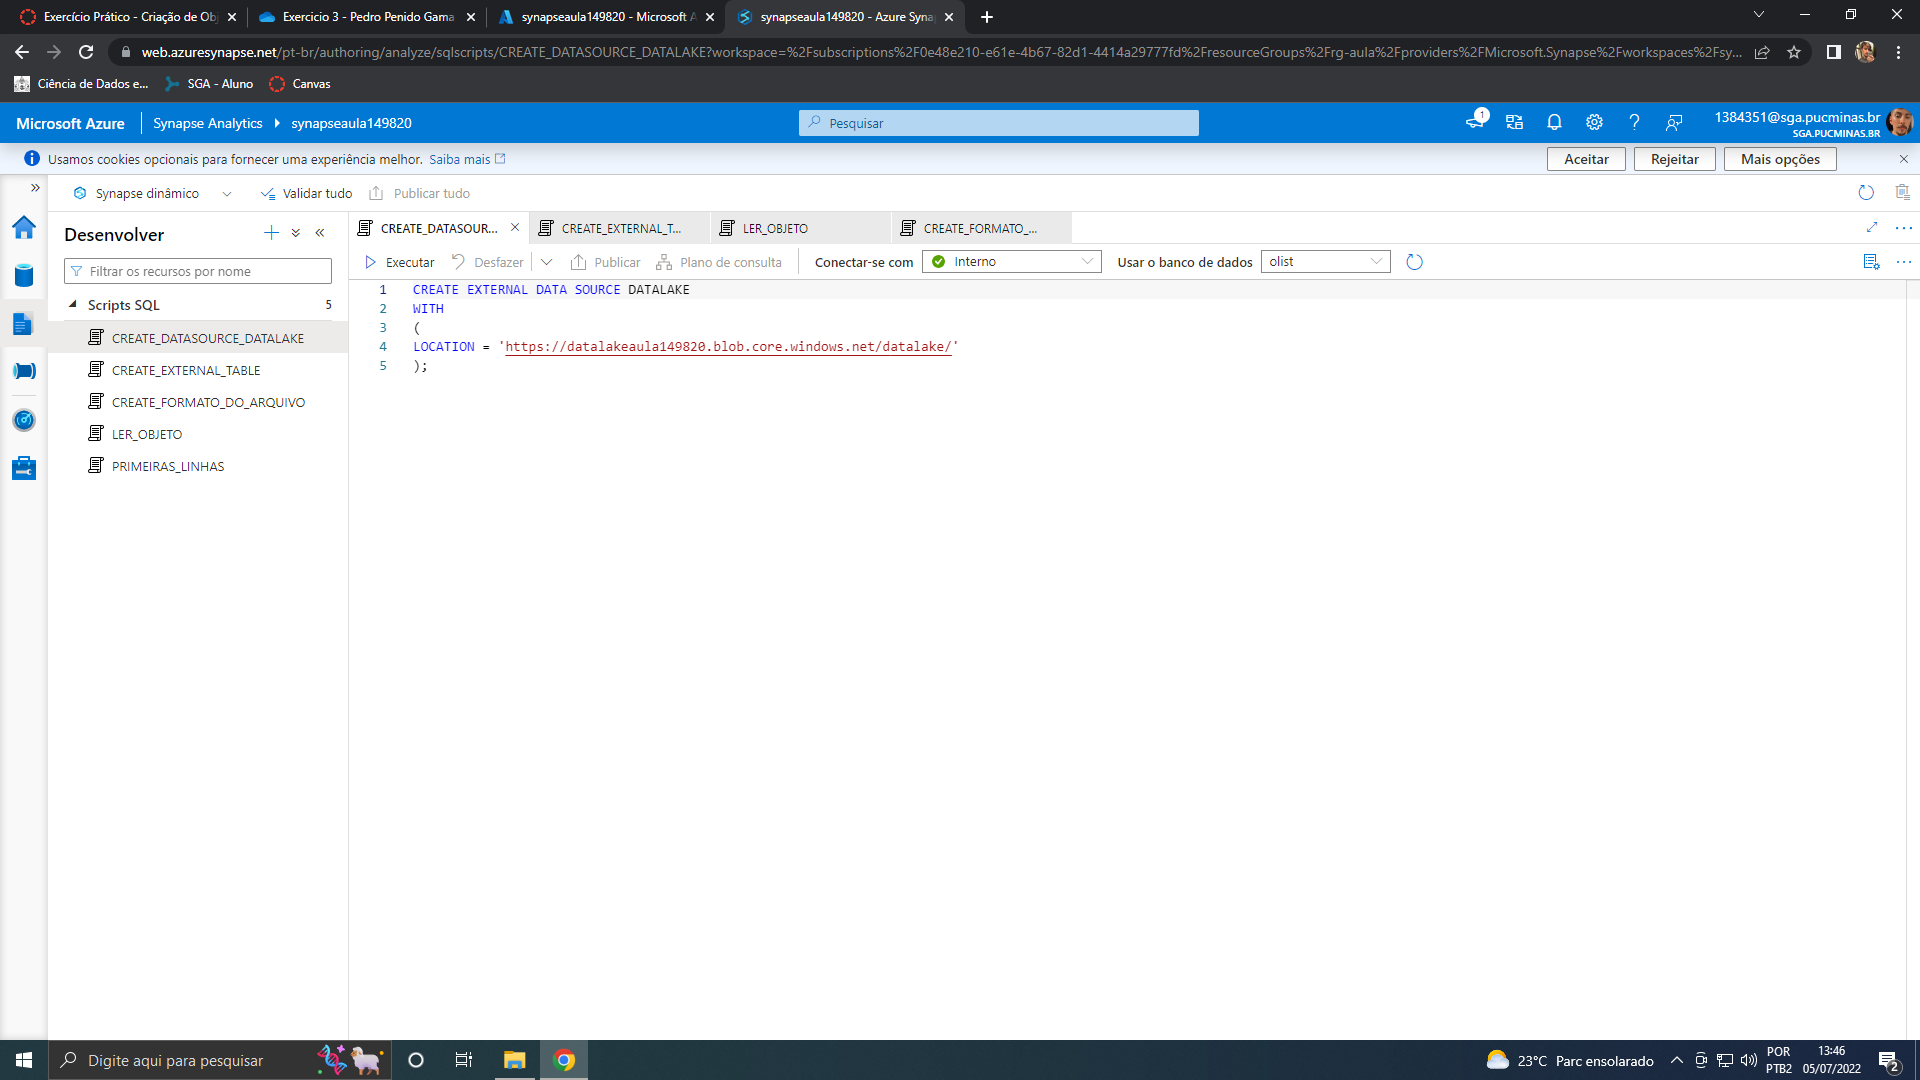 Exercício Prático - Criação de Obj
Exercicio 3 - Pedro Penido Gama
synapseaula149820 - Microsoft A
synapseaula149820 - Azure Synap
web.azuresynapse.net/pt-br/authoring/analyze/sqlscripts/CREATE_DATASOURCE_DATALAKE?workspace=%2Fsubscriptions%2F0e48e210-e61e-4b67-82d1-4414a29777fd%2FresourceGroups%2Frg-aula%2Fproviders%2FMicrosoft.Synapse%2Fworkspaces%2Fsy...
Ciência de Dados e...
SGA - Aluno
Canvas
Microsoft Azure
Synapse Analytics
synapseaula149820
Pesquisar
1
1384351@sga.pucminas.br
SGA.PUCMINAS.BR
Usamos cookies opcionais para fornecer uma experiência melhor. Saiba mais
Aceitar
Rejeitar
Mais opções
Synapse dinâmico
Validar tudo
Publicar tudo
Desenvolver
Filtrar os recursos por nome
Scripts SQL
5
CREATE_DATASOURCE_DATALAKE
CREATE_EXTERNAL_TABLE
CREATE_FORMATO_DO_ARQUIVO
LER_OBJETO
PRIMEIRAS_LINHAS
CREATE_DATASOUR...
CREATE_EXTERNAL_T...
LER_OBJETO
CREATE_FORMATO_...
Executar
Desfazer
Publicar
Plano de consulta
Conectar-se com
Interno
Usar o banco de dados
olist
1 CREATE EXTERNAL DATA SOURCE DATALAKE
2 WITH
3 (
4 LOCATION = 'https://datalakeaula149820.blob.core.windows.net/datalake/'
5 );
Digite aqui para pesquisar
23°C Parc ensolarado
POR
PTB2
13:46
05/07/2022
2